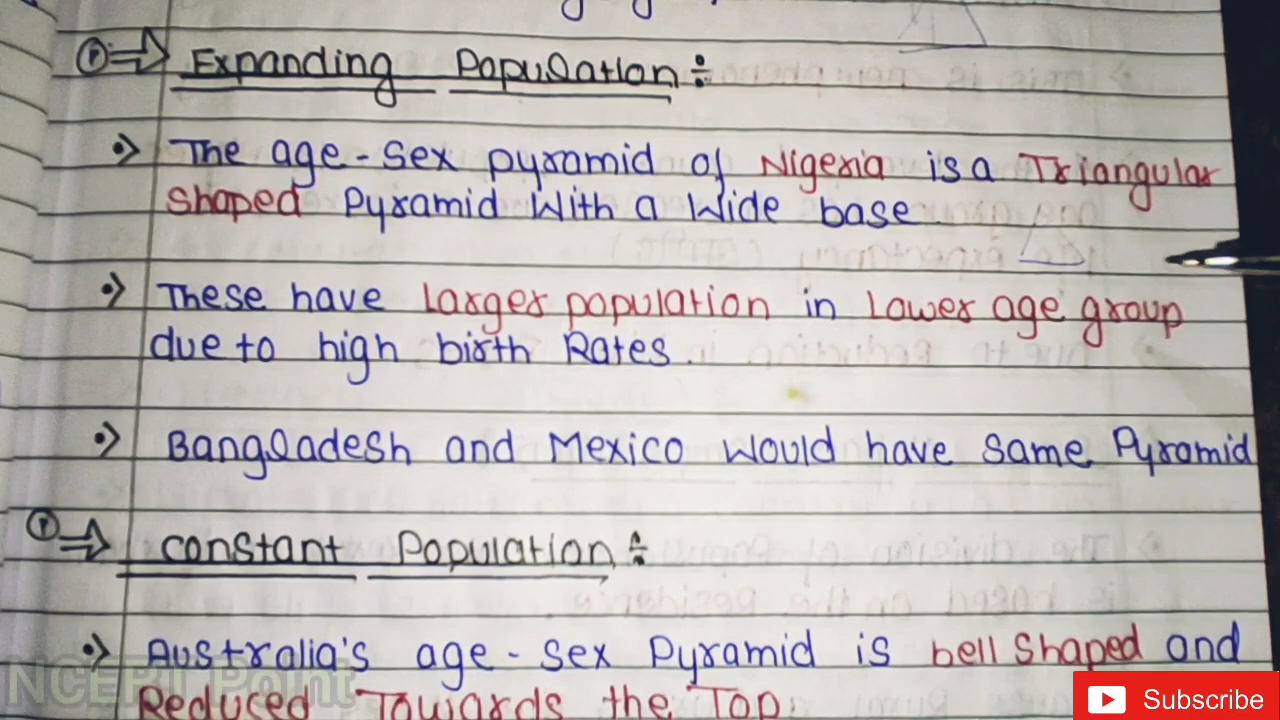 Expanding Population ÷
The age-sex pyramid of Nigeria is a Triangular
Shaped Pyramid With a Wide base.
These have Larger population in Lower age group
due to high birth Rates.
Bangladesh and Mexico Would have same Pyramid
Constant Population ÷
Australia's age-sex Pyramid is bell Shaped and
Reduced Towards the Top.
NCERT Point
Subscribe